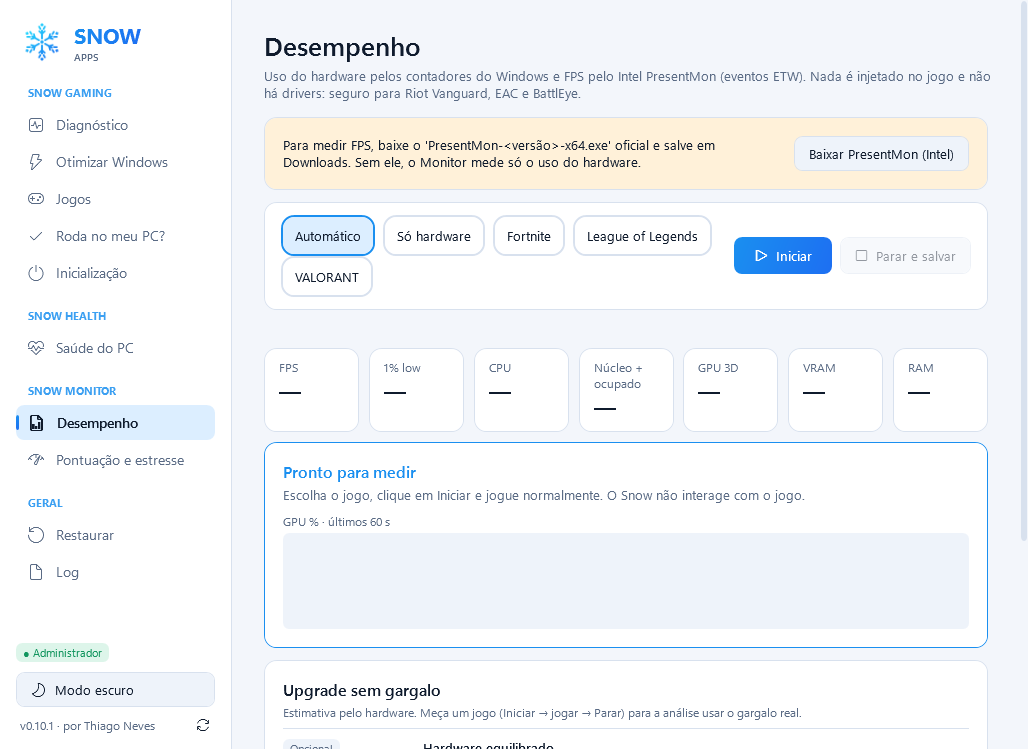 SNOW
APPS
SNOW GAMING
Diagnóstico
Otimizar Windows
Jogos
Roda no meu PC?
Inicialização
SNOW HEALTH
Saúde do PC
SNOW MONITOR
Desempenho
Pontuação e estresse
GERAL
Restaurar
Log
● Administrador
Modo escuro
v0.10.1 · por Thiago Neves
Desempenho
Uso do hardware pelos contadores do Windows e FPS pelo Intel PresentMon (eventos ETW). Nada é injetado no jogo e não
há drivers: seguro para Riot Vanguard, EAC e BattlEye.
Para medir FPS, baixe o 'PresentMon-<versão>-x64.exe' oficial e salve em
Downloads. Sem ele, o Monitor mede só o uso do hardware.
Baixar PresentMon (Intel)
Automático
Só hardware
Fortnite
League of Legends
VALORANT
Iniciar
Parar e salvar
FPS
—
1% low
—
CPU
—
Núcleo +
ocupado
—
GPU 3D
—
VRAM
—
RAM
—
Pronto para medir
Escolha o jogo, clique em Iniciar e jogue normalmente. O Snow não interage com o jogo.
GPU % · últimos 60 s
Upgrade sem gargalo
Estimativa pelo hardware. Meça um jogo (Iniciar → jogar → Parar) para a análise usar o gargalo real.
Opcional
Hardware equilibrado